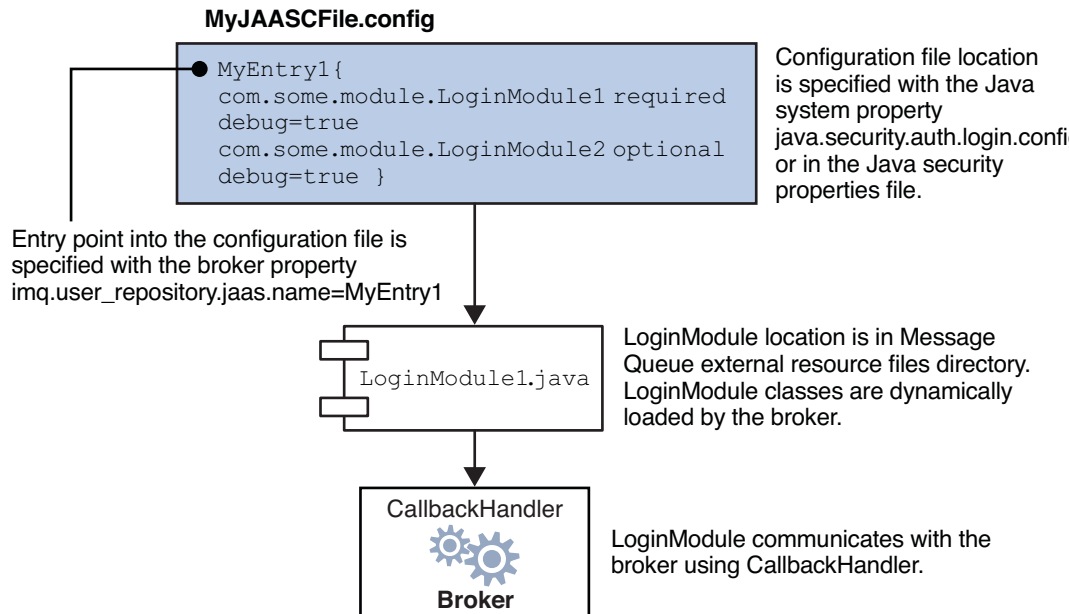 MyJAASCFile.config
MyEntry1{
com.some.module.LoginModule1 required
debug=true
com.some.module.LoginModule2 optional
debug=true }
Configuration file location
is specified with the Java
system property
java.security.auth.login.confi
or in the Java security
properties file.
Entry point into the configuration file is
specified with the broker property
imq.user_repository.jaas.name=MyEntry1
LoginModule1.java
LoginModule location is in Message
Queue external resource files directory.
LoginModule classes are dynamically
loaded by the broker.
CallbackHandler
Broker
LoginModule communicates with the
broker using CallbackHandler.